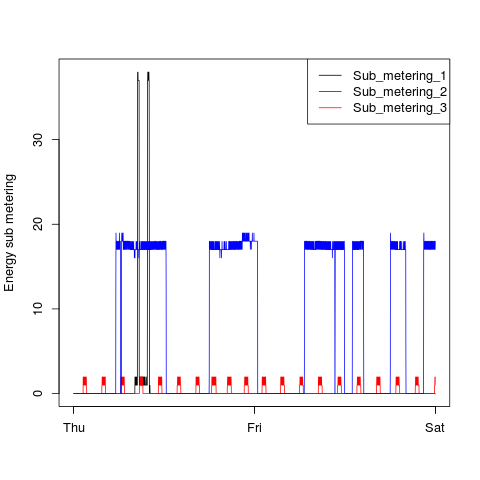 Sub_metering_1
Sub_metering_2
Sub_metering_3
Energy sub metering
30
20
10
0
Thu Fri Sat